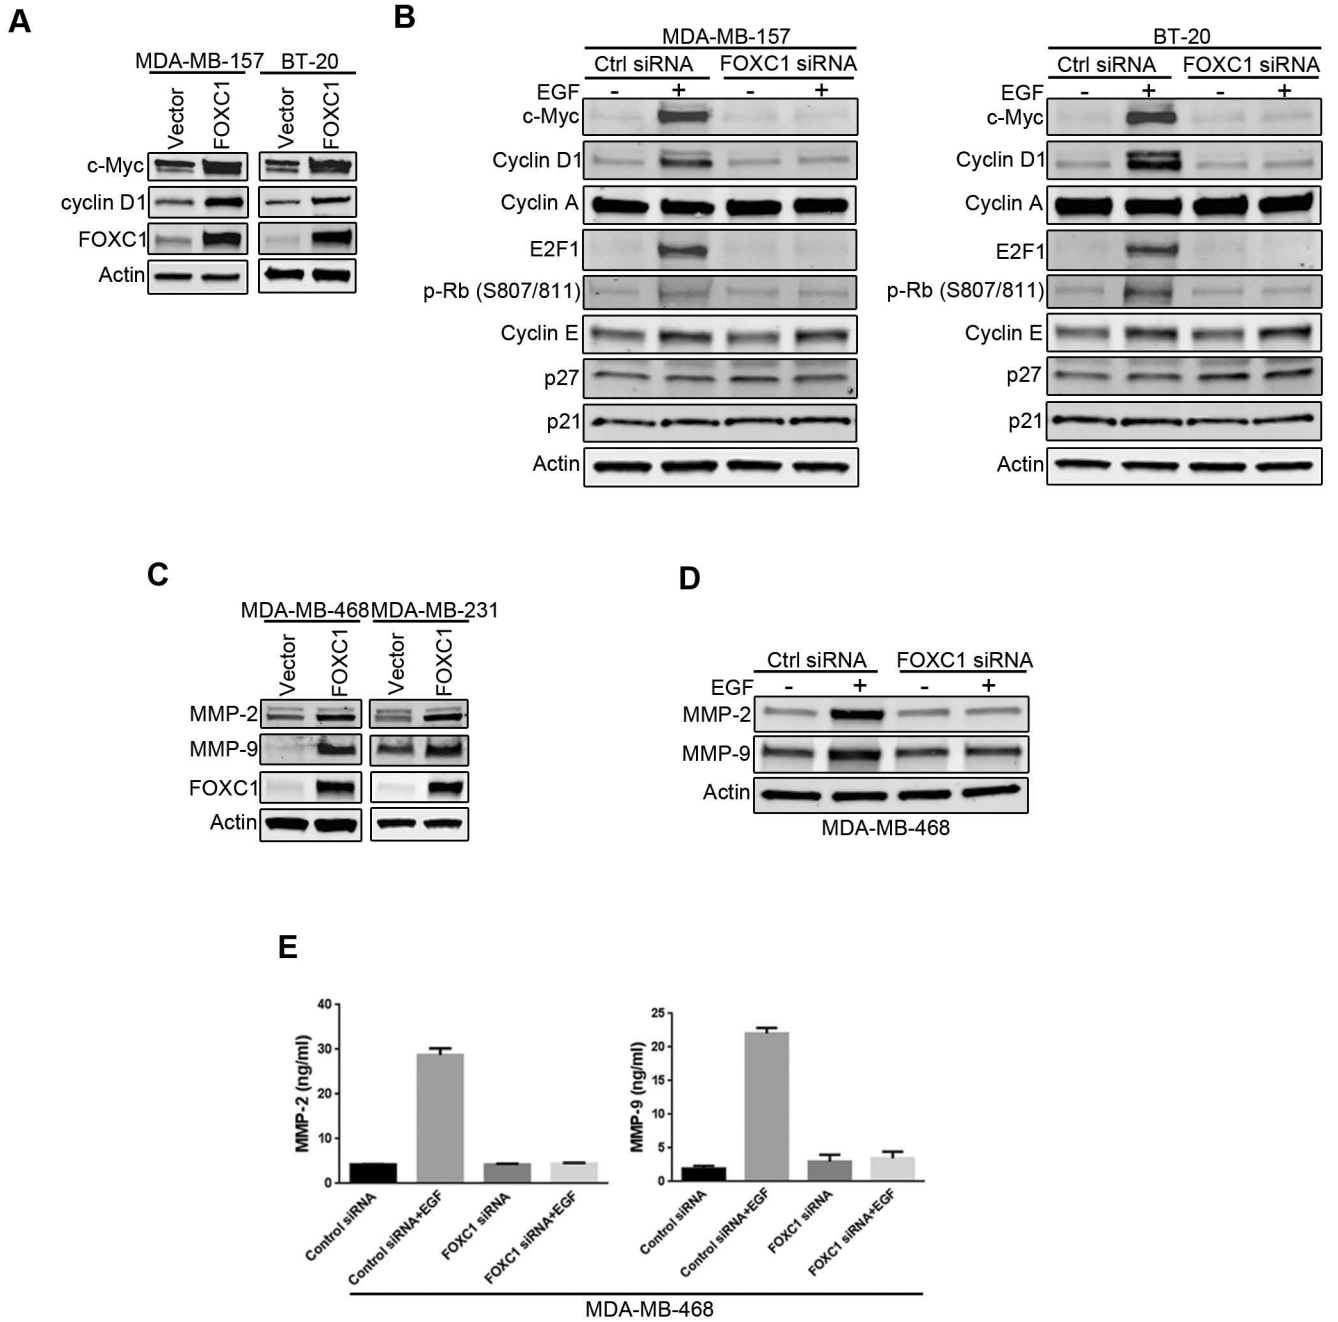 A
MDA-MB-157 BT-20
Vector FOXC1 Vector FOXC1
c-Myc
cyclin D1
FOXC1
Actin
B
MDA-MB-157
Ctrl siRNA FOXC1 siRNA
EGF - + - +
c-Myc
Cyclin D1
Cyclin A
E2F1
p-Rb (S807/811)
Cyclin E
p27
p21
Actin
BT-20
Ctrl siRNA FOXC1 siRNA
EGF - + - +
c-Myc
Cyclin D1
Cyclin A
E2F1
p-Rb (S807/811)
Cyclin E
p27
p21
Actin
C
MDA-MB-468 MDA-MB-231
Vector FOXC1 Vector FOXC1
MMP-2
MMP-9
FOXC1
Actin
D
Ctrl siRNA FOXC1 siRNA
EGF - + - +
MMP-2
MMP-9
Actin
MDA-MB-468
E
MMP-2 (ng/ml)
40
30
20
10
0
Control siRNA
Control siRNA+EGF
FOXC1 siRNA
FOXC1 siRNA+EGF
MMP-9 (ng/ml)
25
20
15
10
5
0
Control siRNA
Control siRNA+EGF
FOXC1 siRNA
FOXC1 siRNA+EGF
MDA-MB-468